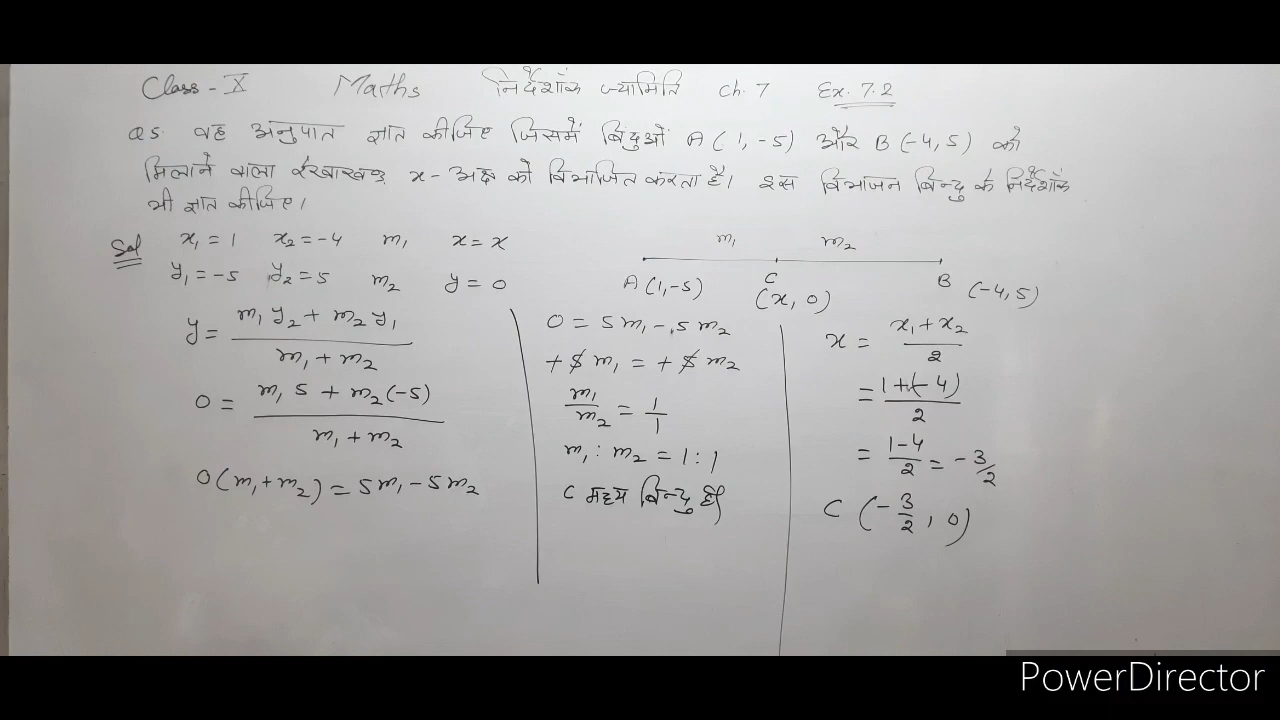 Class - X Maths निर्देशांक ज्यामिति Ch. 7 Ex. 7.2
Q5. वह अनुपात ज्ञात कीजिए जिसमें बिंदुओं A(1, -5) और B(-4, 5) को
मिलाने वाला रेखाखण्ड x-अक्ष को विभाजित करता है। इस विभाजन बिन्दु के निर्देशांक
भी ज्ञात कीजिए।
Sol x₁ = 1 x₂ = -4 m₁ x = x
y₁ = -5 y₂ = 5 m₂ y = 0
m₁ m₂
A(1, -5) C (x, 0) B (-4, 5)
y = (m₁y₂ + m₂y₁)/(m₁ + m₂)
0 = (m₁5 + m₂(-5))/(m₁ + m₂)
0(m₁+m₂) = 5m₁ - 5m₂
0 = 5m₁ - 5m₂
+5m₁ = +5m₂
m₁/m₂ = 1/1
m₁ : m₂ = 1 : 1
C मध्य बिन्दु है।
x = (x₁ + x₂)/2
= (1+(-4))/2
= (1-4)/2 = -3/2
C (-3/2, 0)
PowerDirector